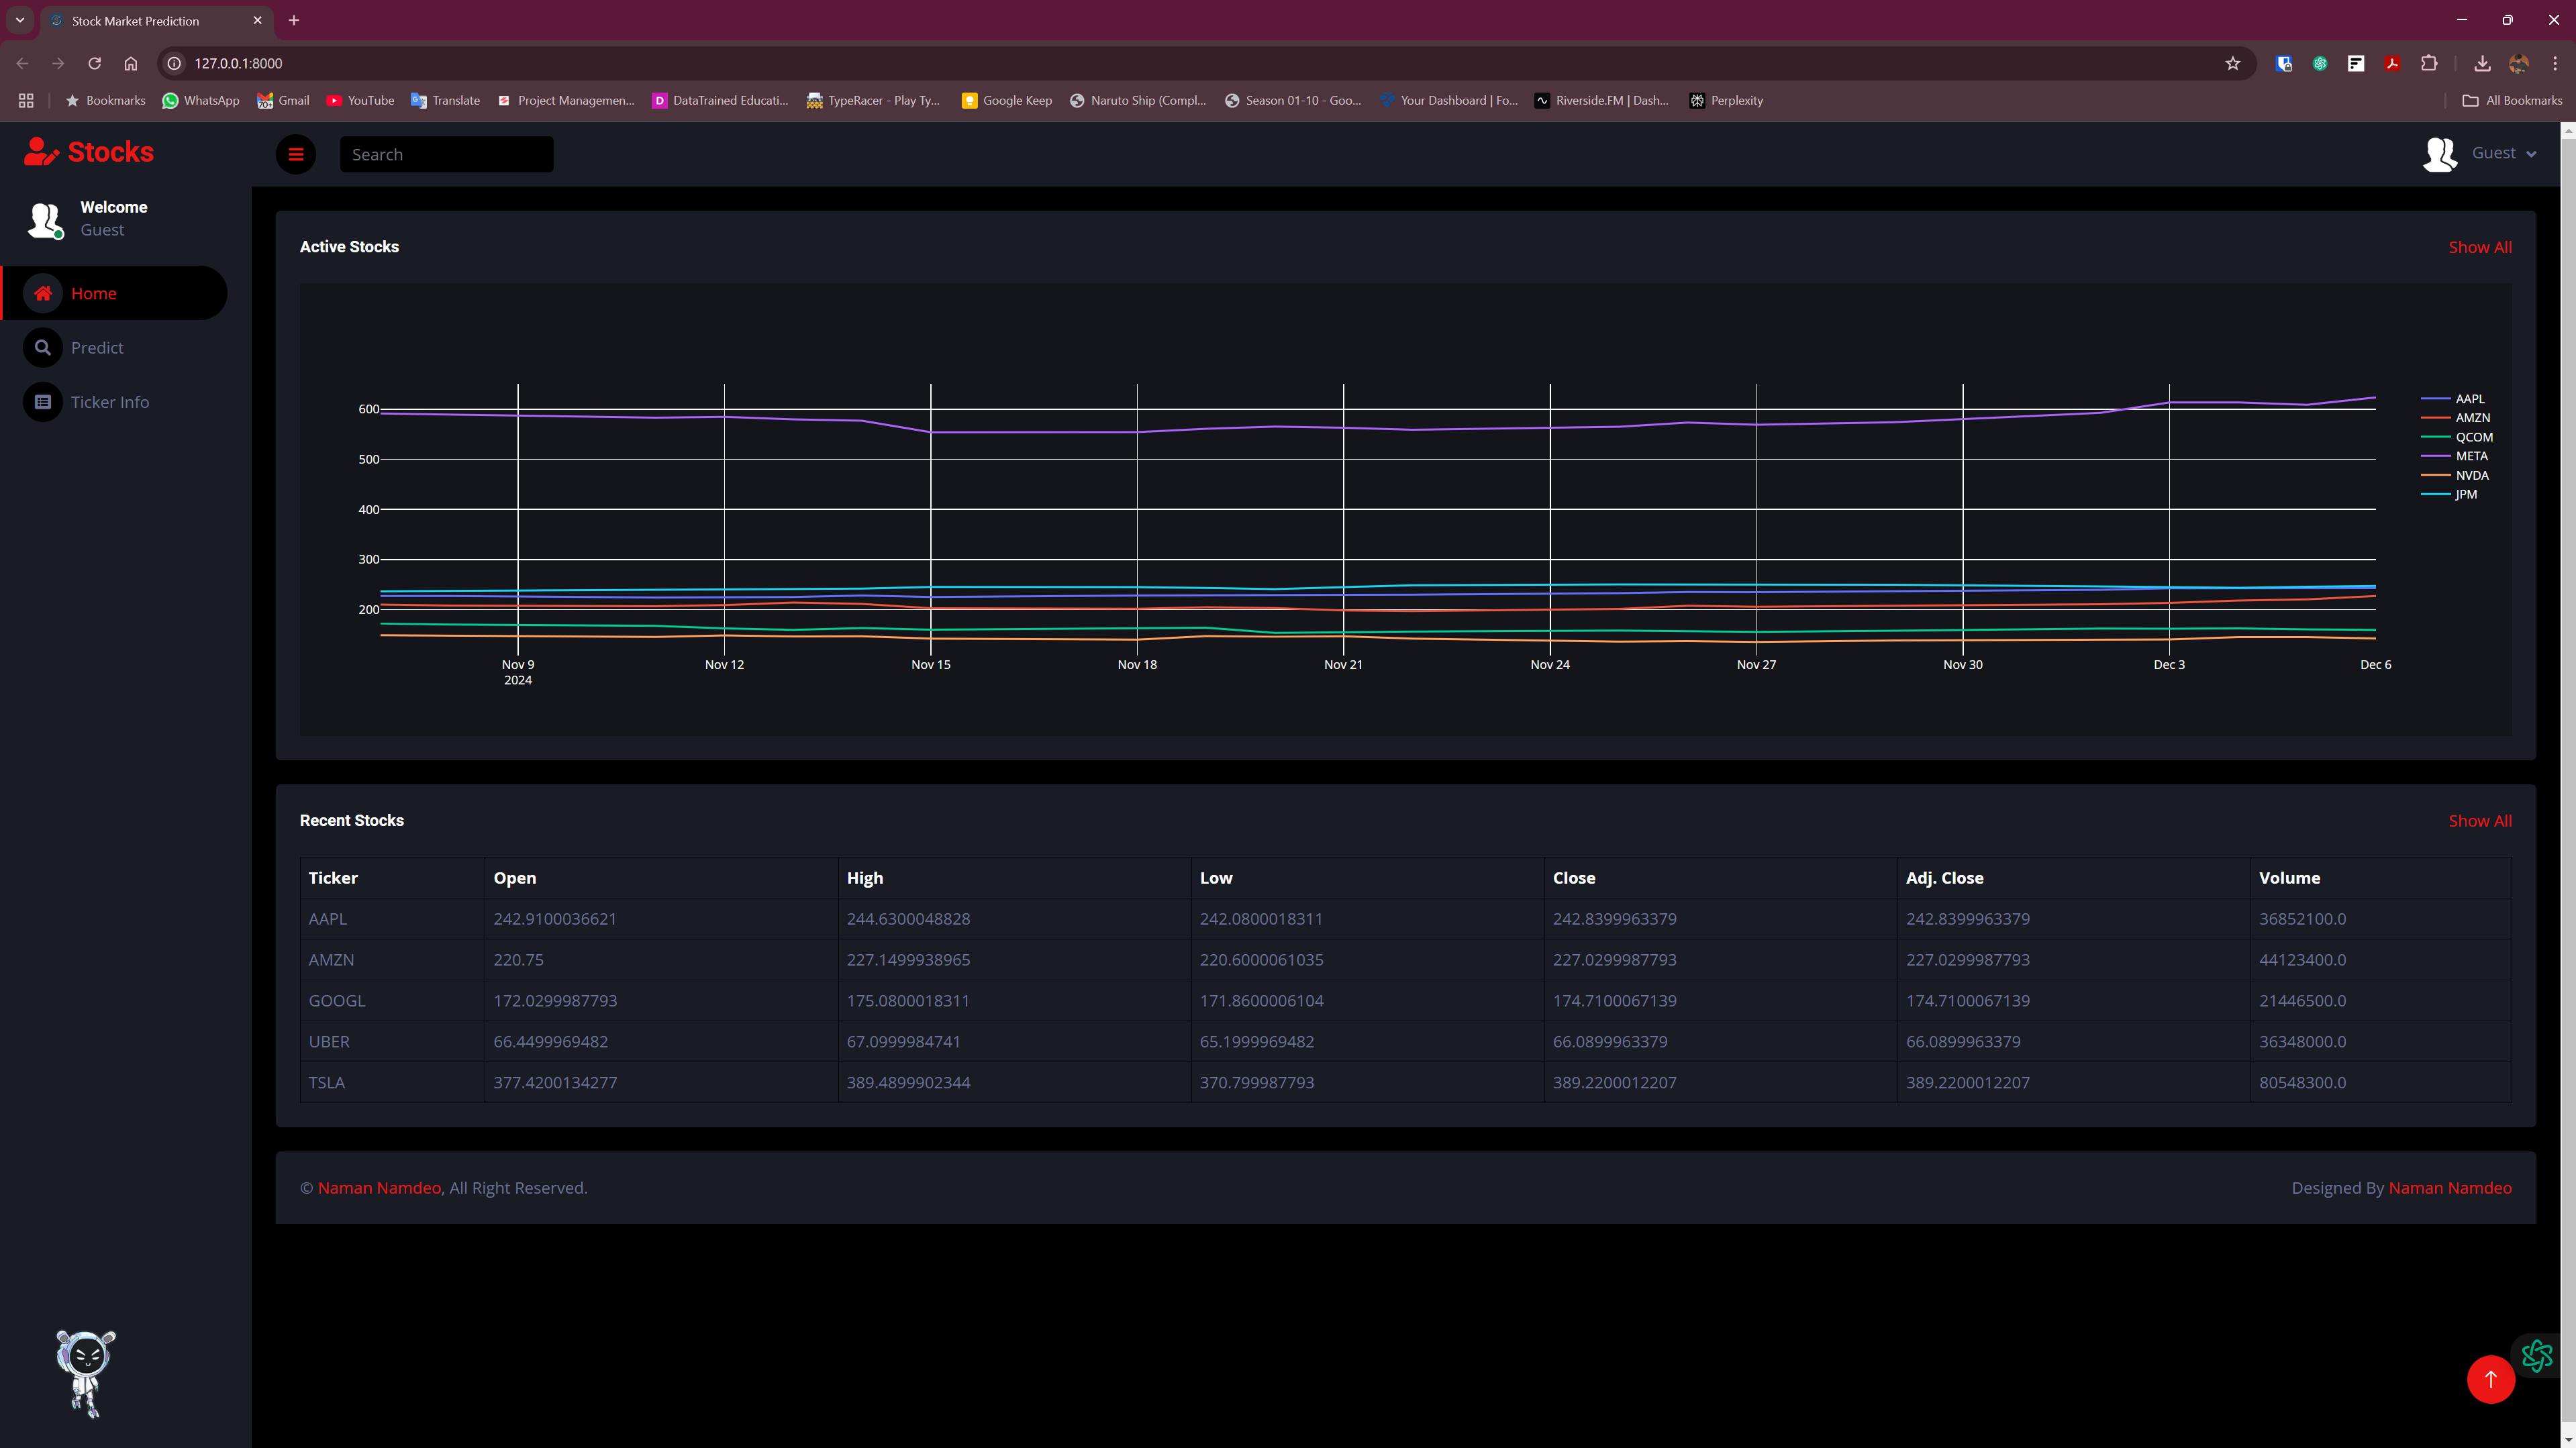 Stock Market Prediction
127.0.0.1:8000
Bookmarks WhatsApp Gmail YouTube Translate Project Managemen... DataTrained Educati... TypeRacer - Play Ty... Google Keep Naruto Ship (Compl... Season 01-10 - Goo... Your Dashboard | Fo... Riverside.FM | Dash... Perplexity All Bookmarks
Stocks
Search
Guest
Welcome
Guest
Home
Predict
Ticker Info
Active Stocks Show All
600
500
400
300
200
Nov 9 Nov 12 Nov 15 Nov 18 Nov 21 Nov 24 Nov 27 Nov 30 Dec 3 Dec 6
2024
AAPL
AMZN
QCOM
META
NVDA
JPM
Recent Stocks Show All
Ticker Open High Low Close Adj. Close Volume
AAPL 242.9100036621 244.6300048828 242.0800018311 242.8399963379 242.8399963379 36852100.0
AMZN 220.75 227.1499938965 220.6000061035 227.0299987793 227.0299987793 44123400.0
GOOGL 172.0299987793 175.0800018311 171.8600006104 174.7100067139 174.7100067139 21446500.0
UBER 66.4499969482 67.0999984741 65.1999969482 66.0899963379 66.0899963379 36348000.0
TSLA 377.4200134277 389.4899902344 370.799987793 389.2200012207 389.2200012207 80548300.0
© Naman Namdeo, All Right Reserved. Designed By Naman Namdeo